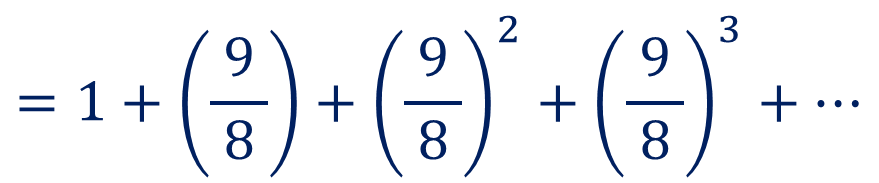 = 1 + (9/8) + (9/8)² + (9/8)³ + ⋯